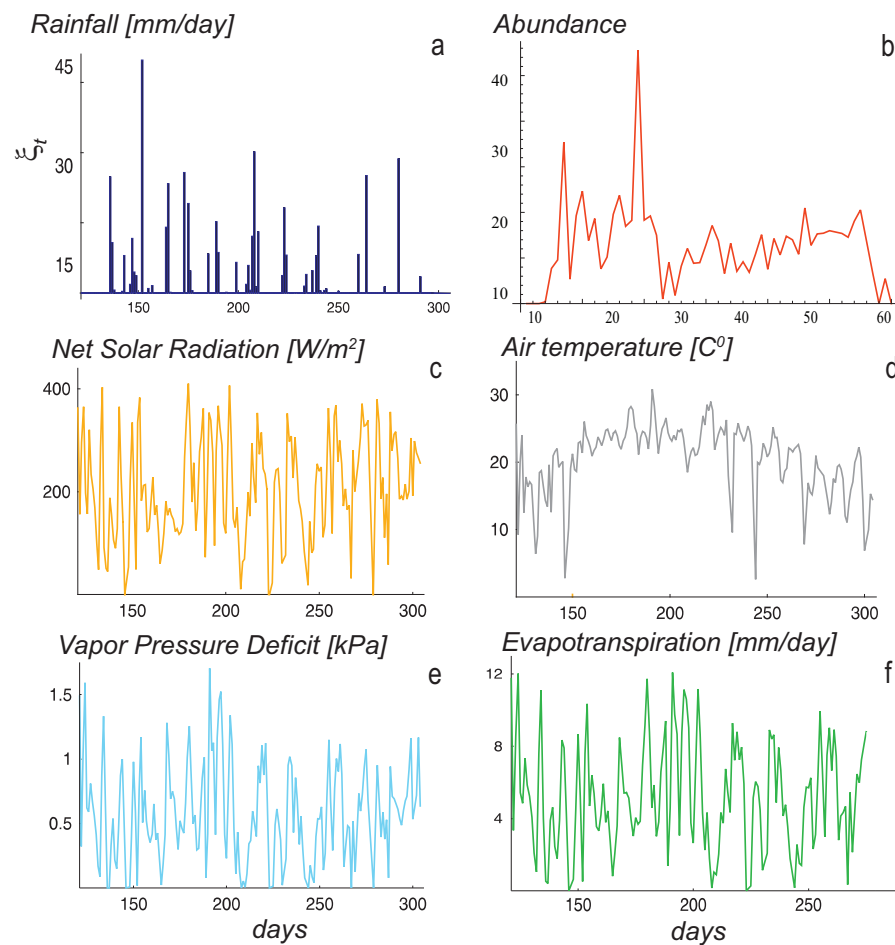 Rainfall [mm/day]
a
ξt
45
30
15
150 200 250 300
Abundance
b
40
30
20
10
10 20 30 40 50 60
Net Solar Radiation [W/m²]
c
400
200
150 200 250 300
Air temperature [C⁰]
d
30
20
10
150 200 250 300
Vapor Pressure Deficit [kPa]
e
1.5
1
0.5
150 200 250 300
days
Evapotranspiration [mm/day]
f
12
8
4
150 200 250
days